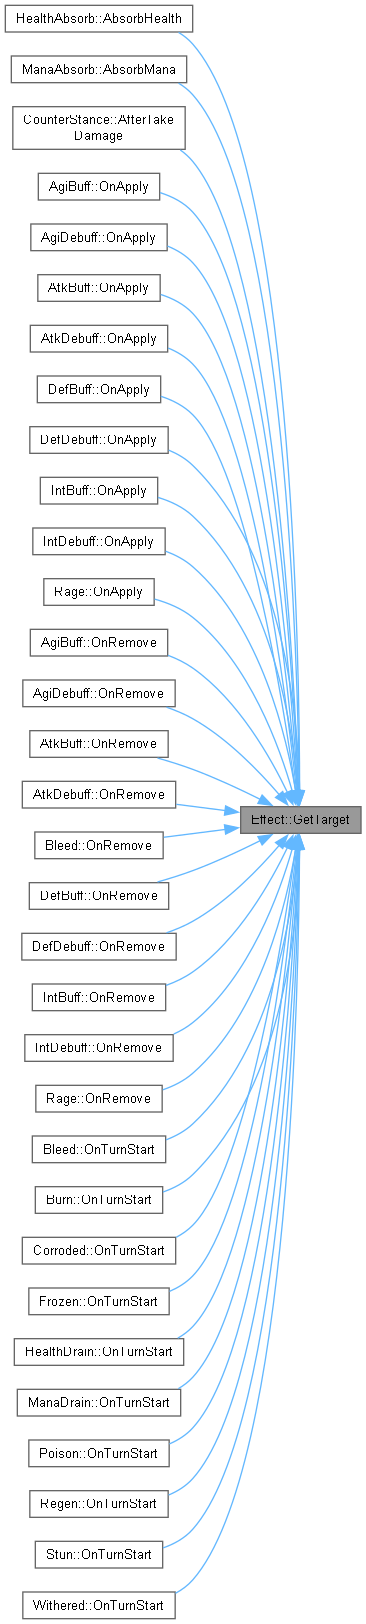 HealthAbsorb::AbsorbHealth
ManaAbsorb::AbsorbMana
CounterStance::AfterTake
Damage
AgiBuff::OnApply
AgiDebuff::OnApply
AtkBuff::OnApply
AtkDebuff::OnApply
DefBuff::OnApply
DefDebuff::OnApply
IntBuff::OnApply
IntDebuff::OnApply
Rage::OnApply
AgiBuff::OnRemove
AgiDebuff::OnRemove
AtkBuff::OnRemove
AtkDebuff::OnRemove
Effect::GetTarget
Bleed::OnRemove
DefBuff::OnRemove
DefDebuff::OnRemove
IntBuff::OnRemove
IntDebuff::OnRemove
Rage::OnRemove
Bleed::OnTurnStart
Burn::OnTurnStart
Corroded::OnTurnStart
Frozen::OnTurnStart
HealthDrain::OnTurnStart
ManaDrain::OnTurnStart
Poison::OnTurnStart
Regen::OnTurnStart
Stun::OnTurnStart
Withered::OnTurnStart